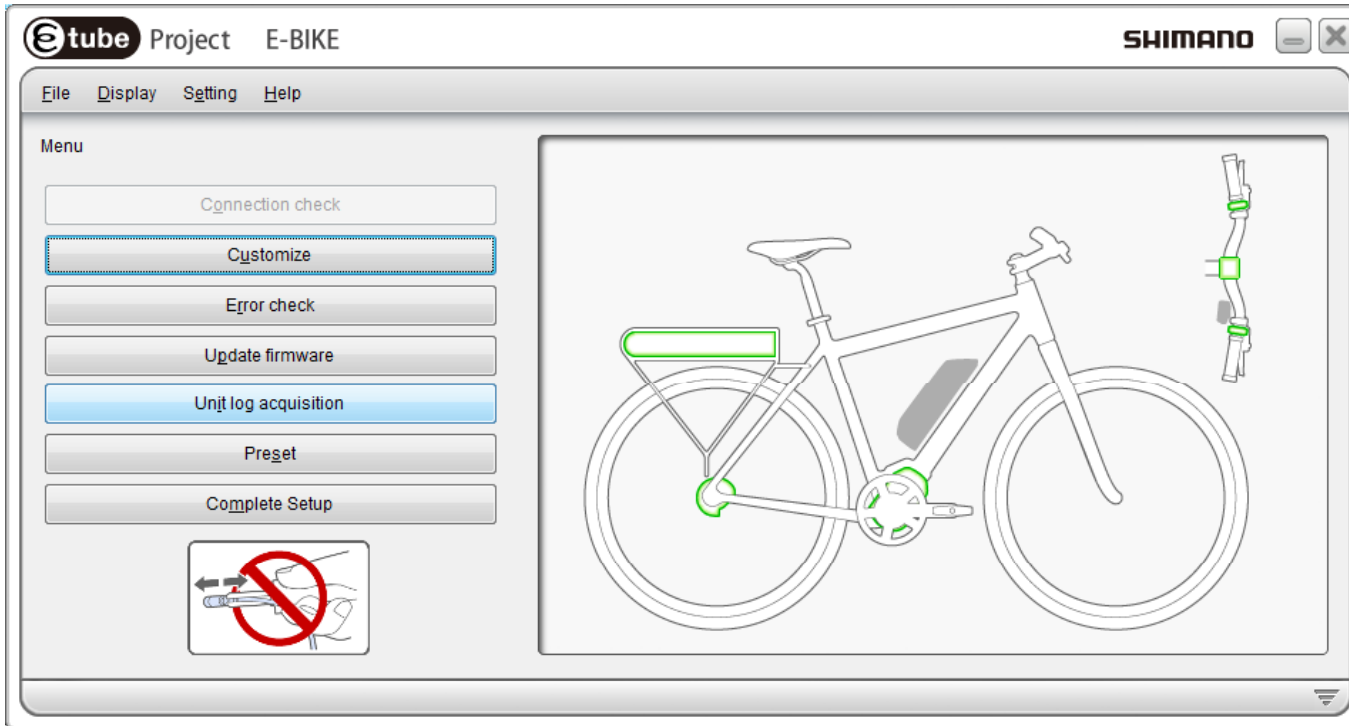 etube Project E-BIKE SHIMANO
File Display Setting Help
Menu
Connection check
Customize
Error check
Update firmware
Unit log acquisition
Preset
Complete Setup